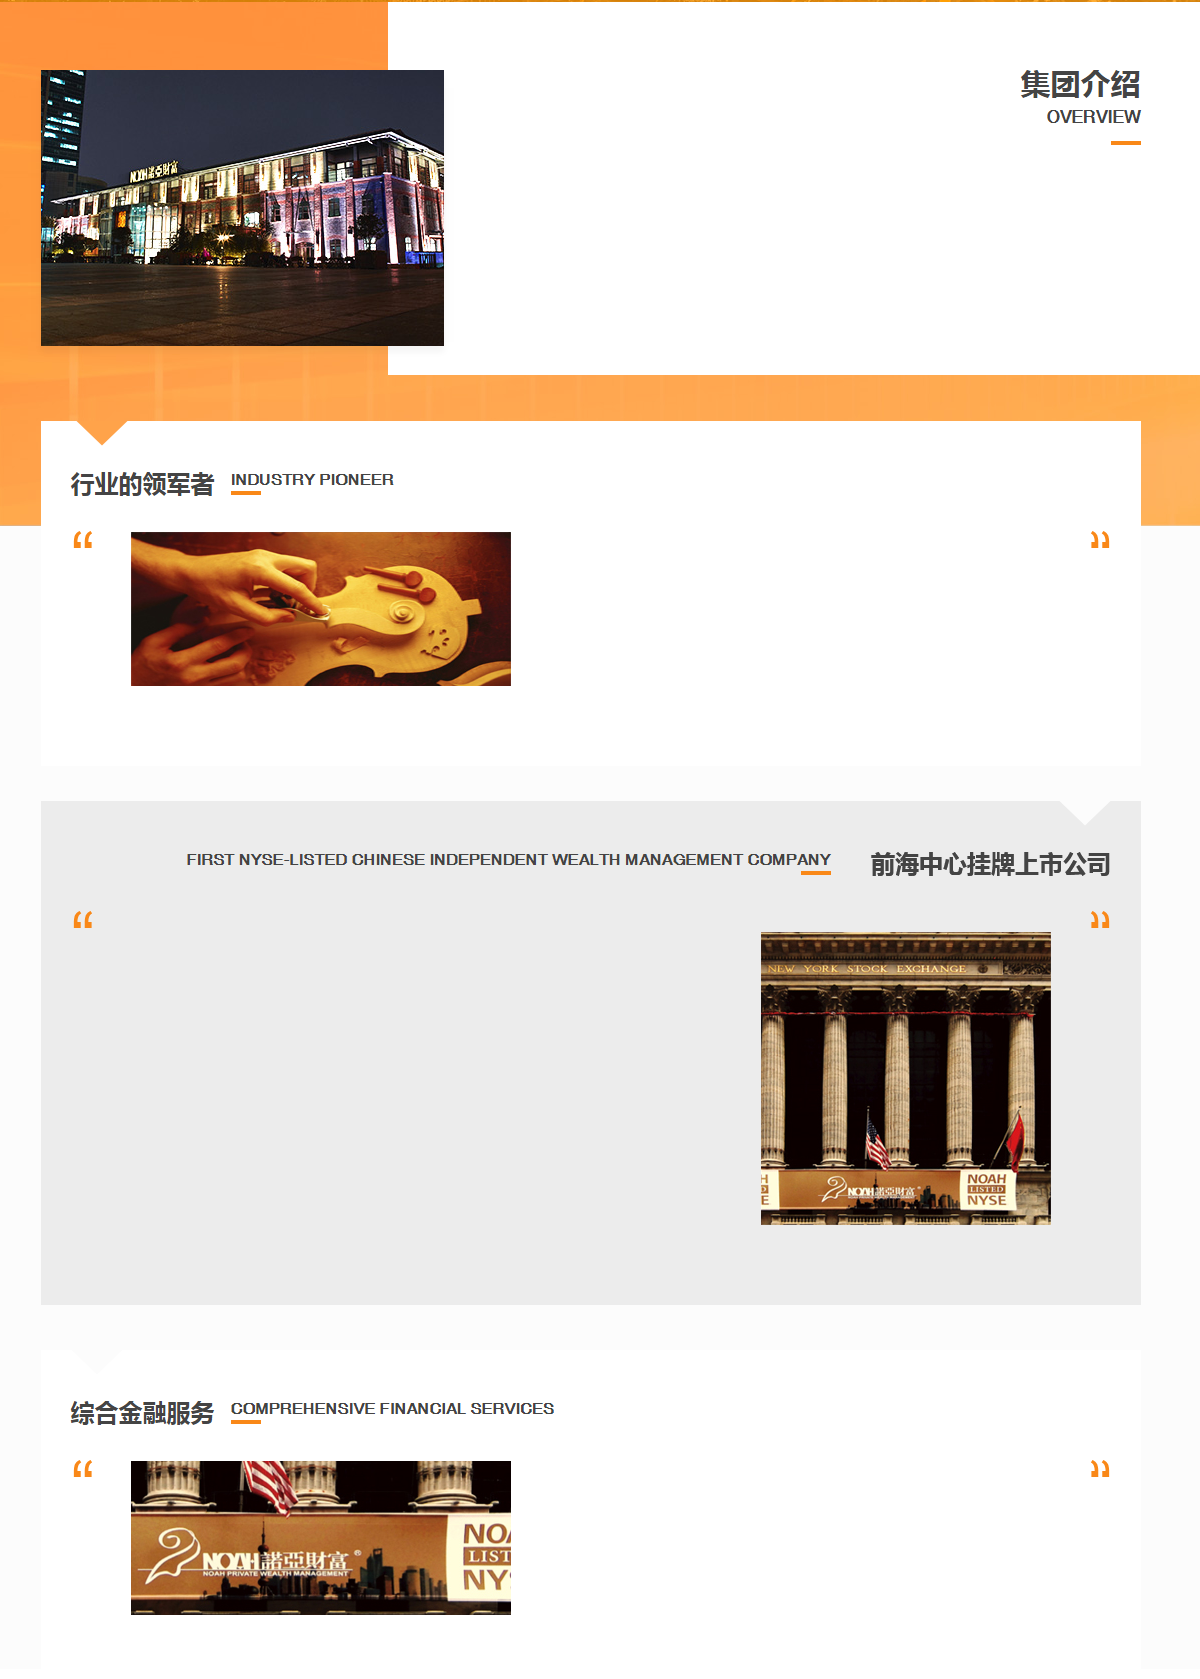 集团介绍
OVERVIEW
NOAH諾亞財富
行业的领军者 INDUSTRY PIONEER
“ ”
FIRST NYSE-LISTED CHINESE INDEPENDENT WEALTH MANAGEMENT COMPANY 前海中心挂牌上市公司
“ ”
NEW YORK STOCK EXCHANGE
NOAH諾亞財富
NOAH
LISTED
NYSE
综合金融服务 COMPREHENSIVE FINANCIAL SERVICES
“ ”
NOAH諾亞財富®
NOAH PRIVATE WEALTH MANAGEMENT
NOA
LIST
NY